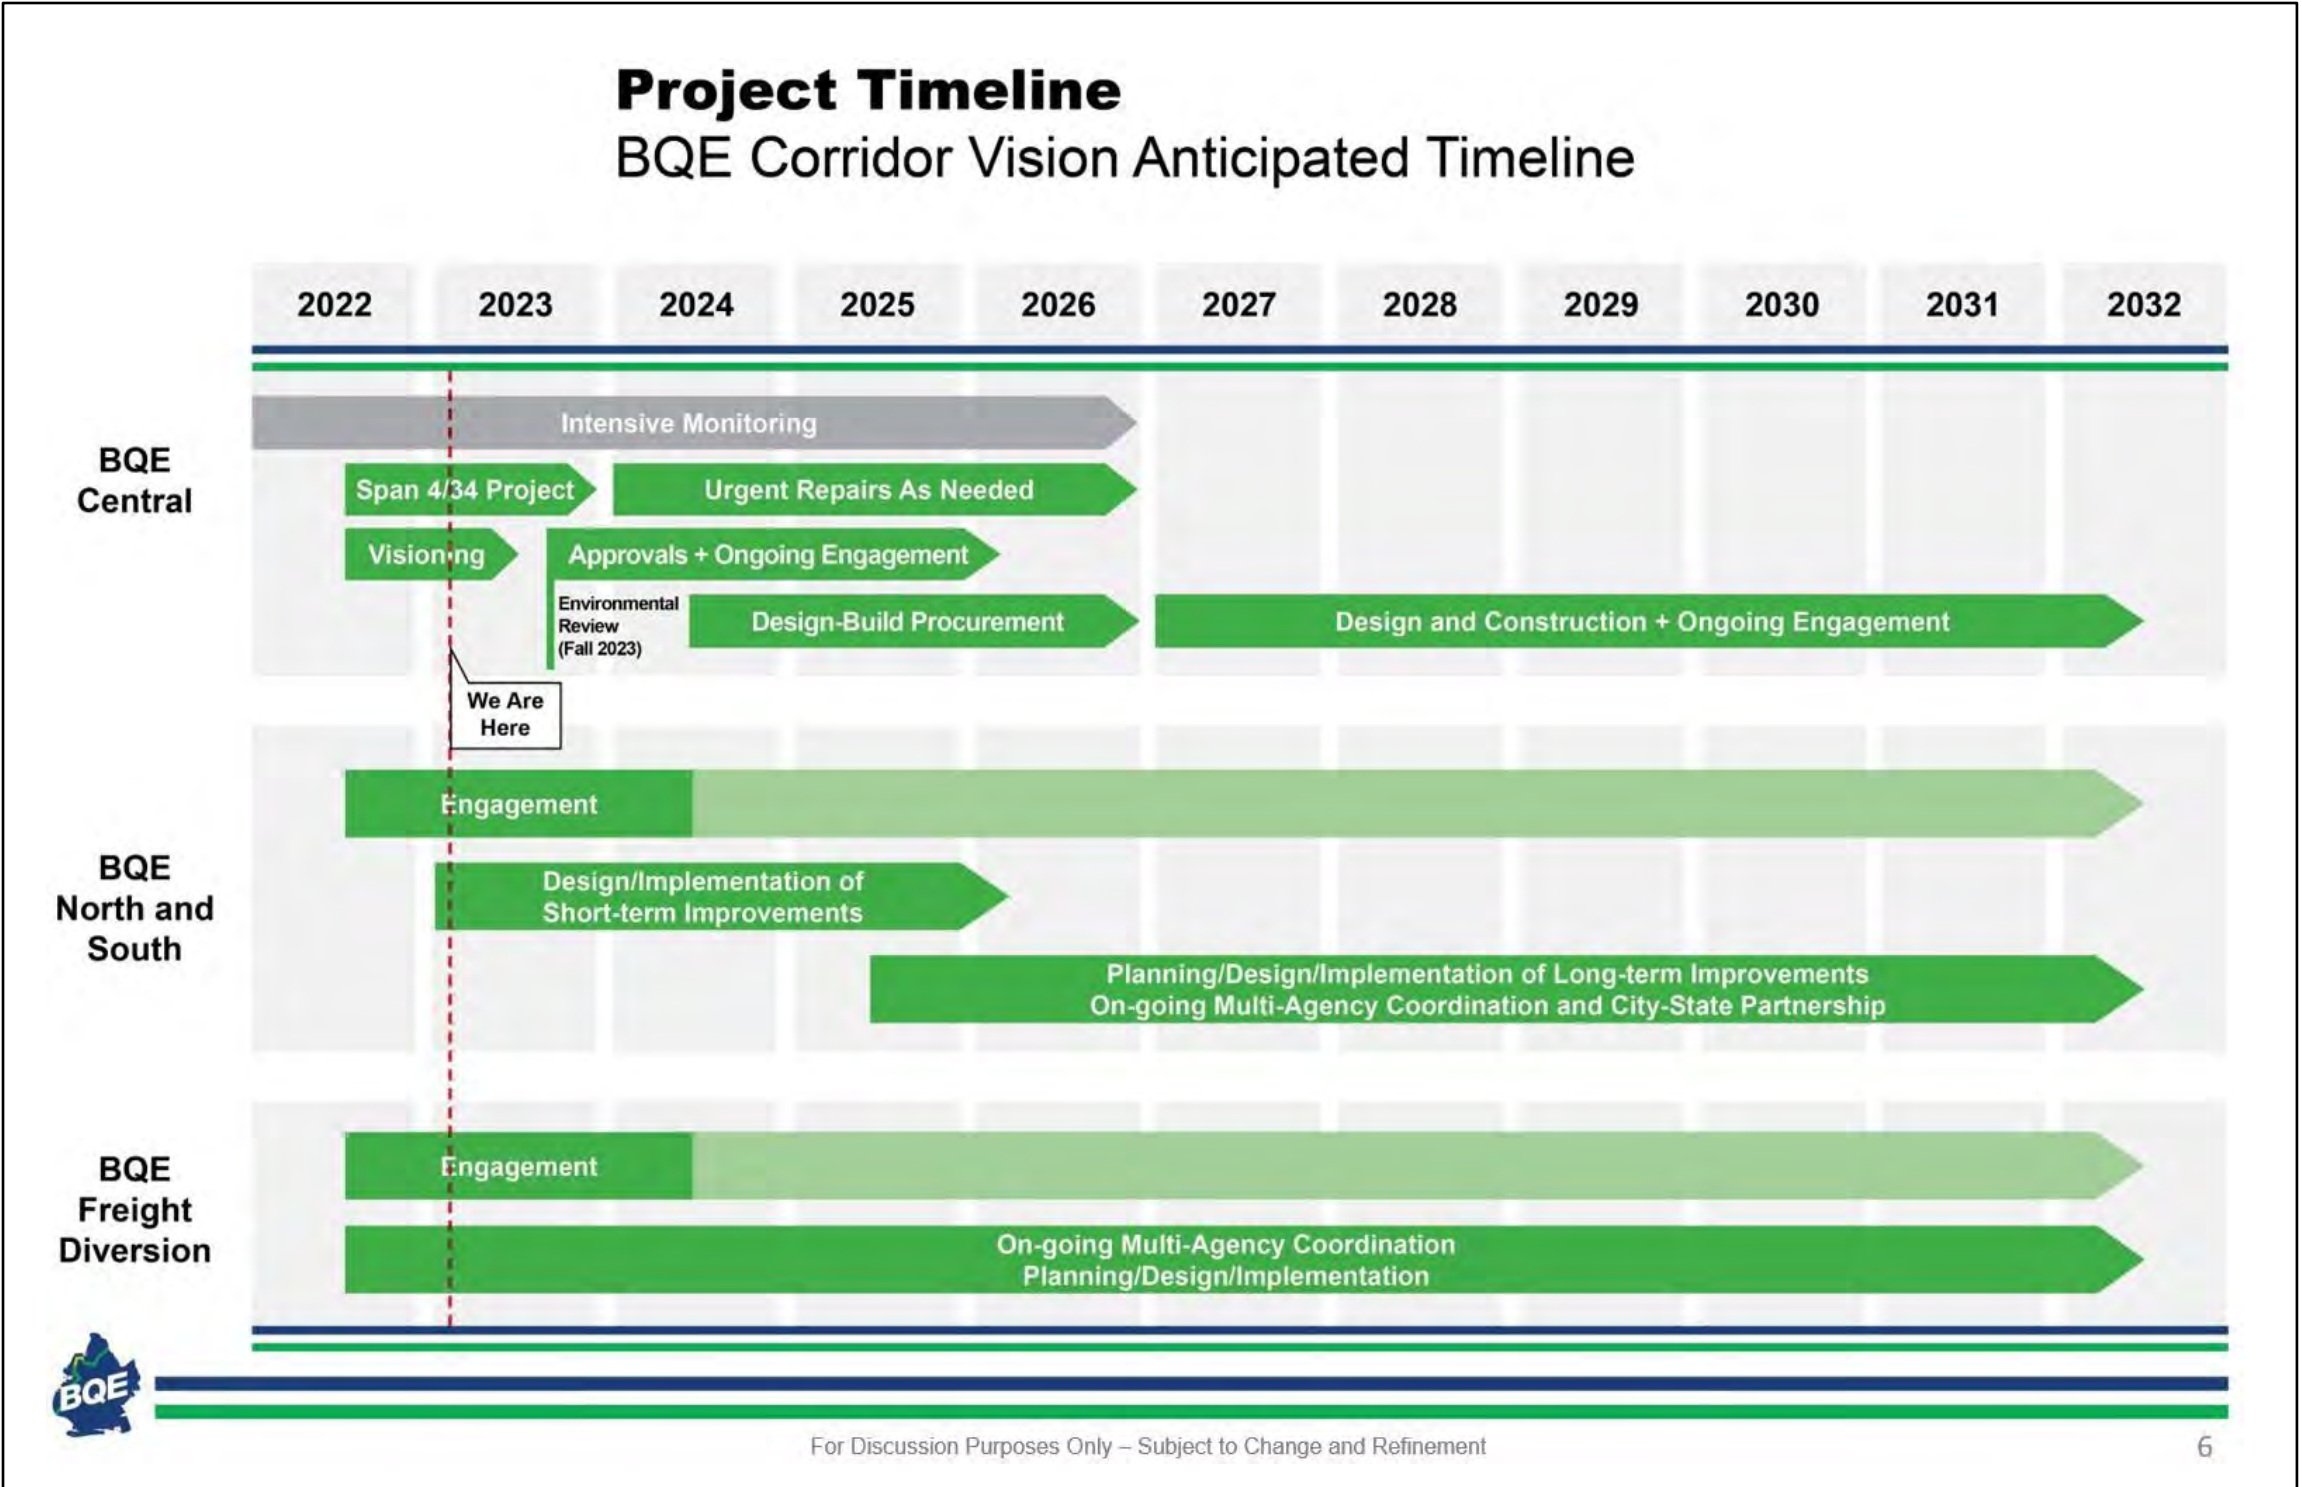 Project Timeline
BQE Corridor Vision Anticipated Timeline
2022 2023 2024 2025 2026 2027 2028 2029 2030 2031 2032
BQE
Central
Intensive Monitoring
Span 4/34 Project
Urgent Repairs As Needed
Visioning
Approvals + Ongoing Engagement
Environmental
Review
(Fall 2023)
Design-Build Procurement
Design and Construction + Ongoing Engagement
We Are
Here
BQE
North and
South
Engagement
Design/Implementation of
Short-term Improvements
Planning/Design/Implementation of Long-term Improvements
On-going Multi-Agency Coordination and City-State Partnership
BQE
Freight
Diversion
Engagement
On-going Multi-Agency Coordination
Planning/Design/Implementation
BQE
For Discussion Purposes Only – Subject to Change and Refinement
6